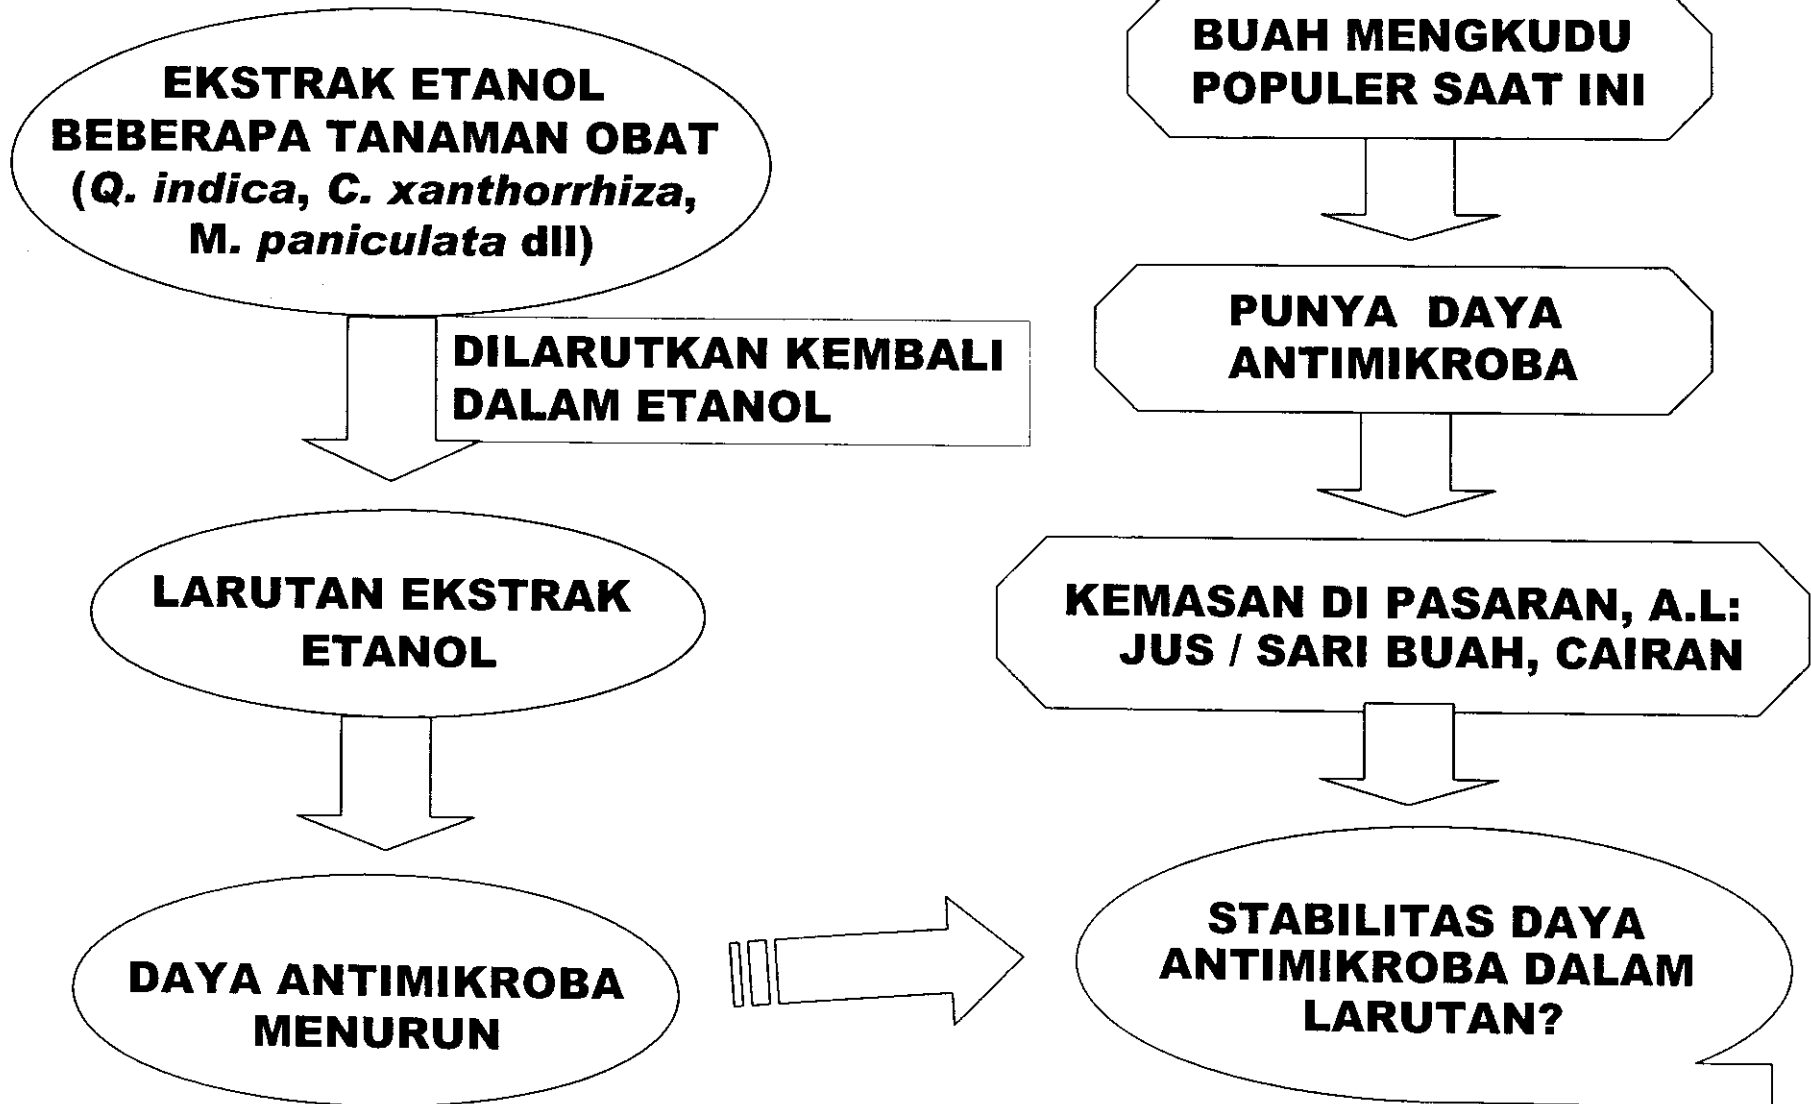 EKSTRAK ETANOL
BEBERAPA TANAMAN OBAT
(Q. indica, C. xanthorrhiza,
M. paniculata dll)
DILARUTKAN KEMBALI
DALAM ETANOL
LARUTAN EKSTRAK
ETANOL
DAYA ANTIMIKROBA
MENURUN
BUAH MENGKUDU
POPULER SAAT INI
PUNYA DAYA
ANTIMIKROBA
KEMASAN DI PASARAN, A.L:
JUS / SARI BUAH, CAIRAN
STABILITAS DAYA
ANTIMIKROBA DALAM
LARUTAN?